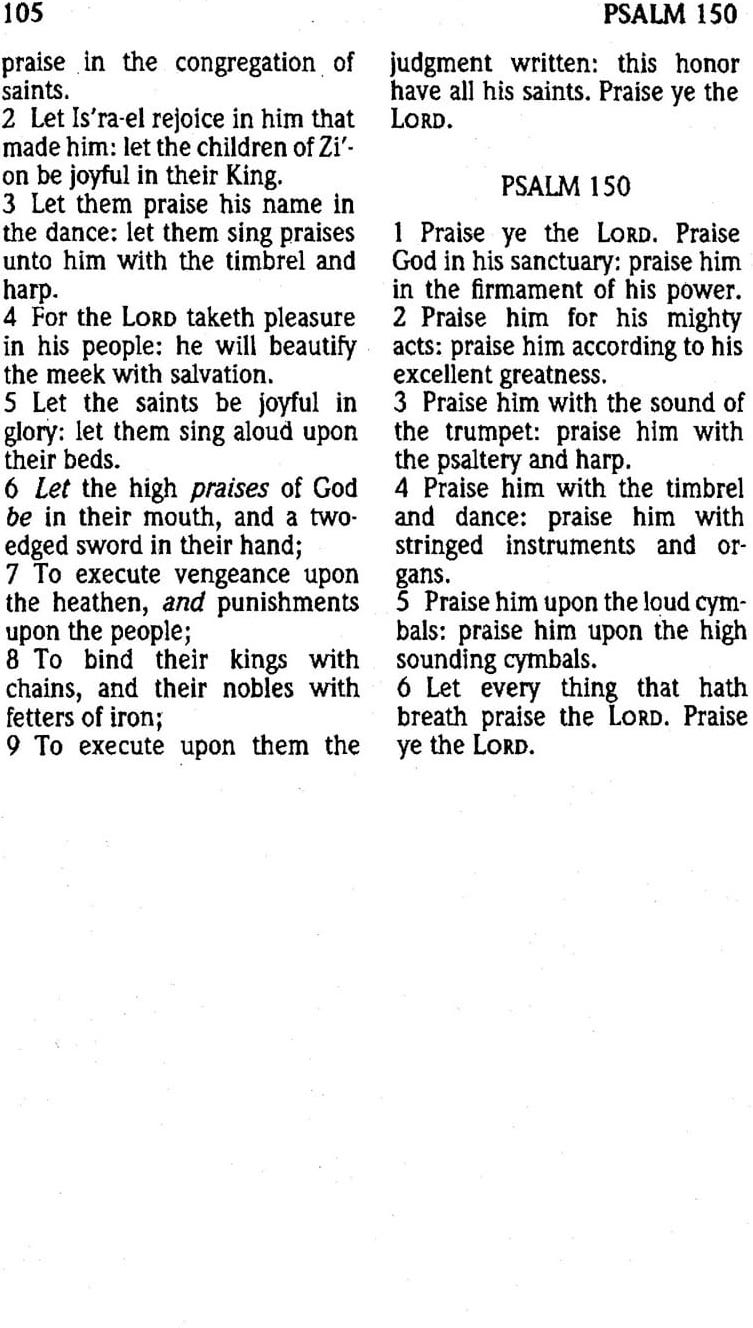 105
PSALM 150
praise in the congregation of
saints.
2 Let Is′ra-el rejoice in him that
made him: let the children of Zi′-
on be joyful in their King.
3 Let them praise his name in
the dance: let them sing praises
unto him with the timbrel and
harp.
4 For the LORD taketh pleasure
in his people: he will beautify
the meek with salvation.
5 Let the saints be joyful in
glory: let them sing aloud upon
their beds.
6 Let the high praises of God
be in their mouth, and a two-
edged sword in their hand;
7 To execute vengeance upon
the heathen, and punishments
upon the people;
8 To bind their kings with
chains, and their nobles with
fetters of iron;
9 To execute upon them the
judgment written: this honor
have all his saints. Praise ye the
LORD.
PSALM 150
1 Praise ye the LORD. Praise
God in his sanctuary: praise him
in the firmament of his power.
2 Praise him for his mighty
acts: praise him according to his
excellent greatness.
3 Praise him with the sound of
the trumpet: praise him with
the psaltery and harp.
4 Praise him with the timbrel
and dance: praise him with
stringed instruments and or-
gans.
5 Praise him upon the loud cym-
bals: praise him upon the high
sounding cymbals.
6 Let every thing that hath
breath praise the LORD. Praise
ye the LORD.